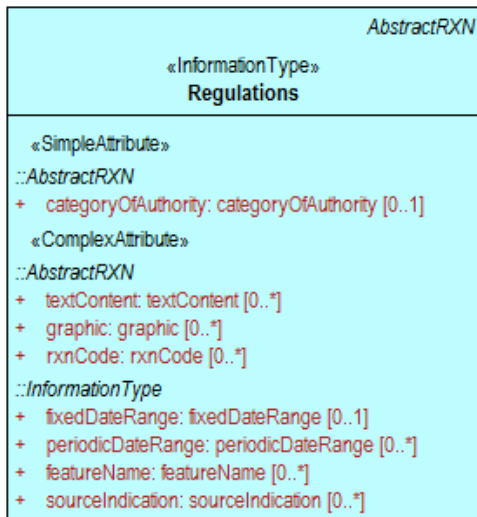 AbstractRXN
«InformationType»
Regulations
«SimpleAttribute»
::AbstractRXN
+ categoryOfAuthority: categoryOfAuthority [0..1]
«ComplexAttribute»
::AbstractRXN
+ textContent: textContent [0..*]
+ graphic: graphic [0..*]
+ rxnCode: rxnCode [0..*]
::InformationType
+ fixedDateRange: fixedDateRange [0..1]
+ periodicDateRange: periodicDateRange [0..*]
+ featureName: featureName [0..*]
+ sourceIndication: sourceIndication [0..*]